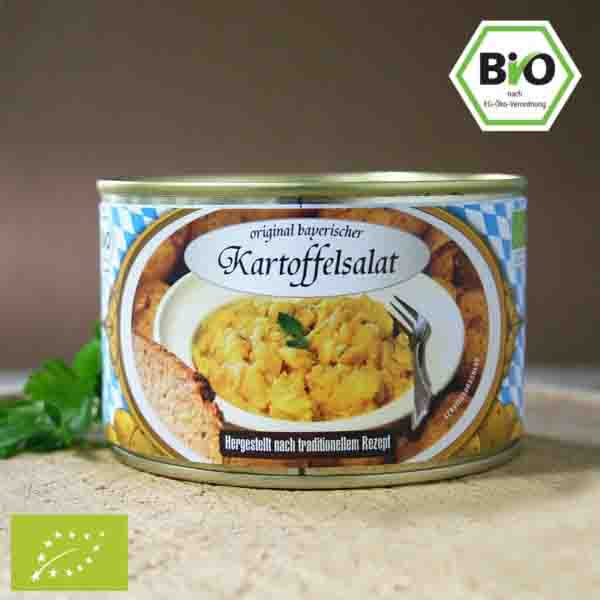 BiO
nach
EG-Öko-Verordnung
original bayerischer
Kartoffelsalat
Hergestellt nach traditionellem Rezept